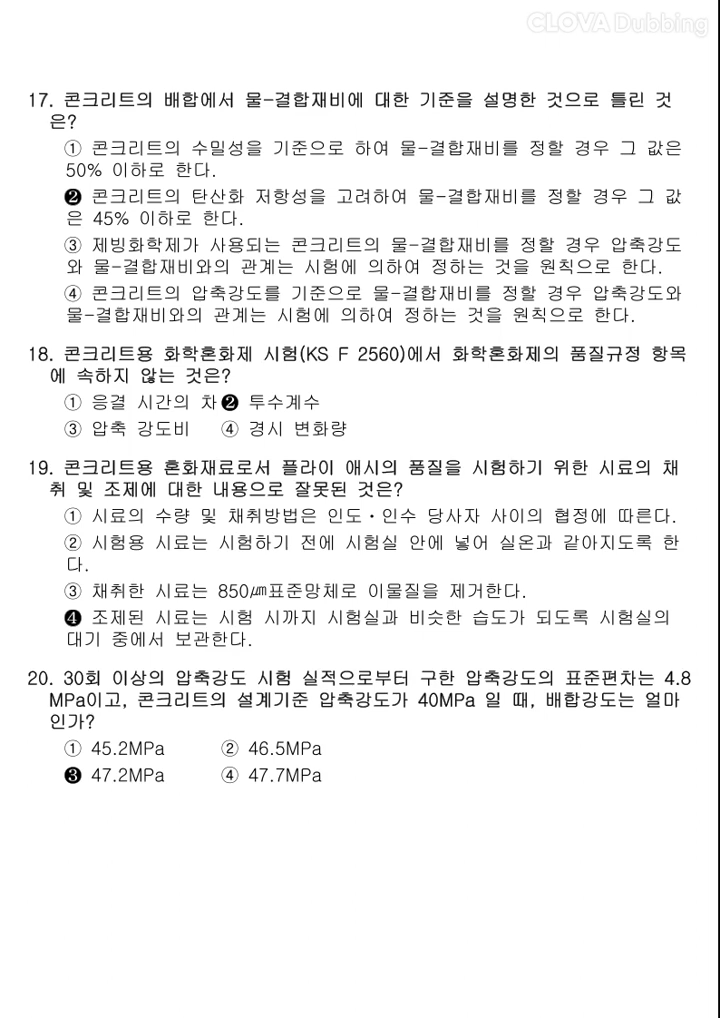 CLOVA Dubbing
17. 콘크리트의 배합에서 물-결합재비에 대한 기준을 설명한 것으로 틀린 것
은?
① 콘크리트의 수밀성을 기준으로 하여 물-결합재비를 정할 경우 그 값은
50% 이하로 한다.
❷ 콘크리트의 탄산화 저항성을 고려하여 물-결합재비를 정할 경우 그 값
은 45% 이하로 한다.
③ 제빙화학제가 사용되는 콘크리트의 물-결합재비를 정할 경우 압축강도
와 물-결합재비와의 관계는 시험에 의하여 정하는 것을 원칙으로 한다.
④ 콘크리트의 압축강도를 기준으로 물-결합재비를 정할 경우 압축강도와
물-결합재비와의 관계는 시험에 의하여 정하는 것을 원칙으로 한다.
18. 콘크리트용 화학혼화제 시험(KS F 2560)에서 화학혼화제의 품질규정 항목
에 속하지 않는 것은?
① 응결 시간의 차 ❷ 투수계수
③ 압축 강도비 ④ 경시 변화량
19. 콘크리트용 혼화재료로서 플라이 애시의 품질을 시험하기 위한 시료의 채
취 및 조제에 대한 내용으로 잘못된 것은?
① 시료의 수량 및 채취방법은 인도·인수 당사자 사이의 협정에 따른다.
② 시험용 시료는 시험하기 전에 시험실 안에 넣어 실온과 같아지도록 한
다.
③ 채취한 시료는 850㎛표준망체로 이물질을 제거한다.
❹ 조제된 시료는 시험 시까지 시험실과 비슷한 습도가 되도록 시험실의
대기 중에서 보관한다.
20. 30회 이상의 압축강도 시험 실적으로부터 구한 압축강도의 표준편차는 4.8
MPa이고, 콘크리트의 설계기준 압축강도가 40MPa 일 때, 배합강도는 얼마
인가?
① 45.2MPa ② 46.5MPa
❸ 47.2MPa ④ 47.7MPa